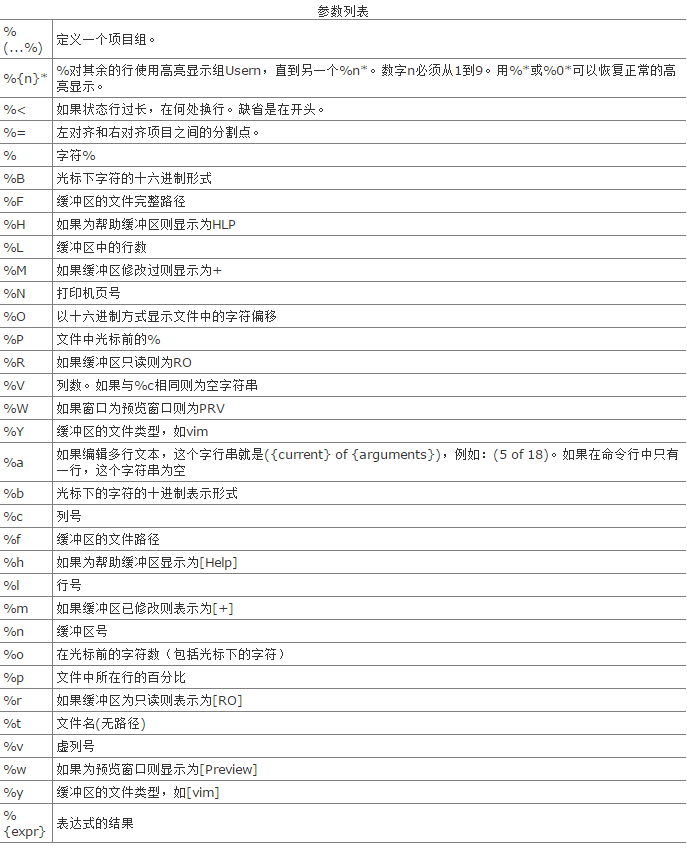 参数列表
%
(...%)
定义一个项目组。
%{n}*
%对其余的行使用高亮显示组Usern，直到另一个%n*。数字n必须从1到9。用%*或%0*可以恢复正常的高
亮显示。
%<
如果状态行过长，在何处换行。缺省是在开头。
%=
左对齐和右对齐项目之间的分割点。
%
字符%
%B
光标下字符的十六进制形式
%F
缓冲区的文件完整路径
%H
如果为帮助缓冲区则显示为HLP
%L
缓冲区中的行数
%M
如果缓冲区修改过则显示为+
%N
打印机页号
%O
以十六进制方式显示文件中的字符偏移
%P
文件中光标前的%
%R
如果缓冲区只读则为RO
%V
列数。如果与%c相同则为空字符串
%W
如果窗口为预览窗口则为PRV
%Y
缓冲区的文件类型，如vim
%a
如果编辑多行文本，这个字行串就是({current} of {arguments})，例如：(5 of 18)。如果在命令行中只有
一行，这个字符串为空
%b
光标下的字符的十进制表示形式
%c
列号
%f
缓冲区的文件路径
%h
如果为帮助缓冲区显示为[Help]
%l
行号
%m
如果缓冲区已修改则表示为[+]
%n
缓冲区号
%o
在光标前的字符数（包括光标下的字符）
%p
文件中所在行的百分比
%r
如果缓冲区为只读则表示为[RO]
%t
文件名(无路径)
%v
虚列号
%w
如果为预览窗口则显示为[Preview]
%y
缓冲区的文件类型，如[vim]
%
{expr}
表达式的结果